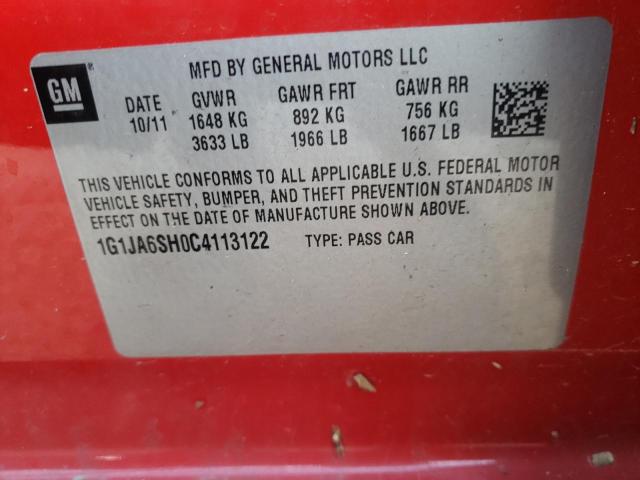 GM®
MFD BY GENERAL MOTORS LLC
DATE GVWR GAWR FRT GAWR RR
10/11 1648 KG 892 KG 756 KG
3633 LB 1966 LB 1667 LB
THIS VEHICLE CONFORMS TO ALL APPLICABLE U.S. FEDERAL MOTOR
VEHICLE SAFETY, BUMPER, AND THEFT PREVENTION STANDARDS IN
EFFECT ON THE DATE OF MANUFACTURE SHOWN ABOVE.
1G1JA6SH0C4113122 TYPE: PASS CAR